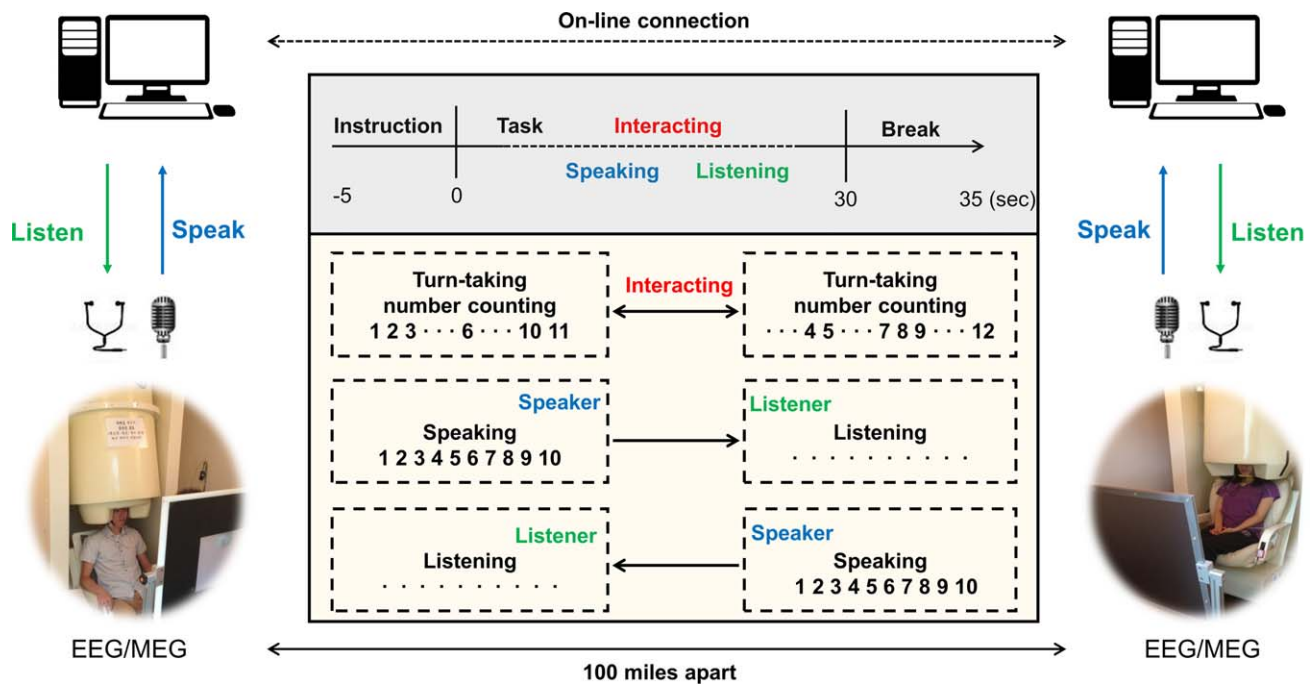 On-line connection
Instruction Task Interacting Break
Speaking Listening
-5 0 30 35 (sec)
Listen Speak
Speak Listen
Turn-taking
number counting
1 2 3 · · · 6 · · · 10 11
Interacting
Turn-taking
number counting
· · · 4 5 · · · 7 8 9 · · · 12
Speaker
Speaking
1 2 3 4 5 6 7 8 9 10
Listener
Listening
· · · · · · · · · ·
Listener
Listening
· · · · · · · · · ·
Speaker
Speaking
1 2 3 4 5 6 7 8 9 10
EEG/MEG
EEG/MEG
100 miles apart